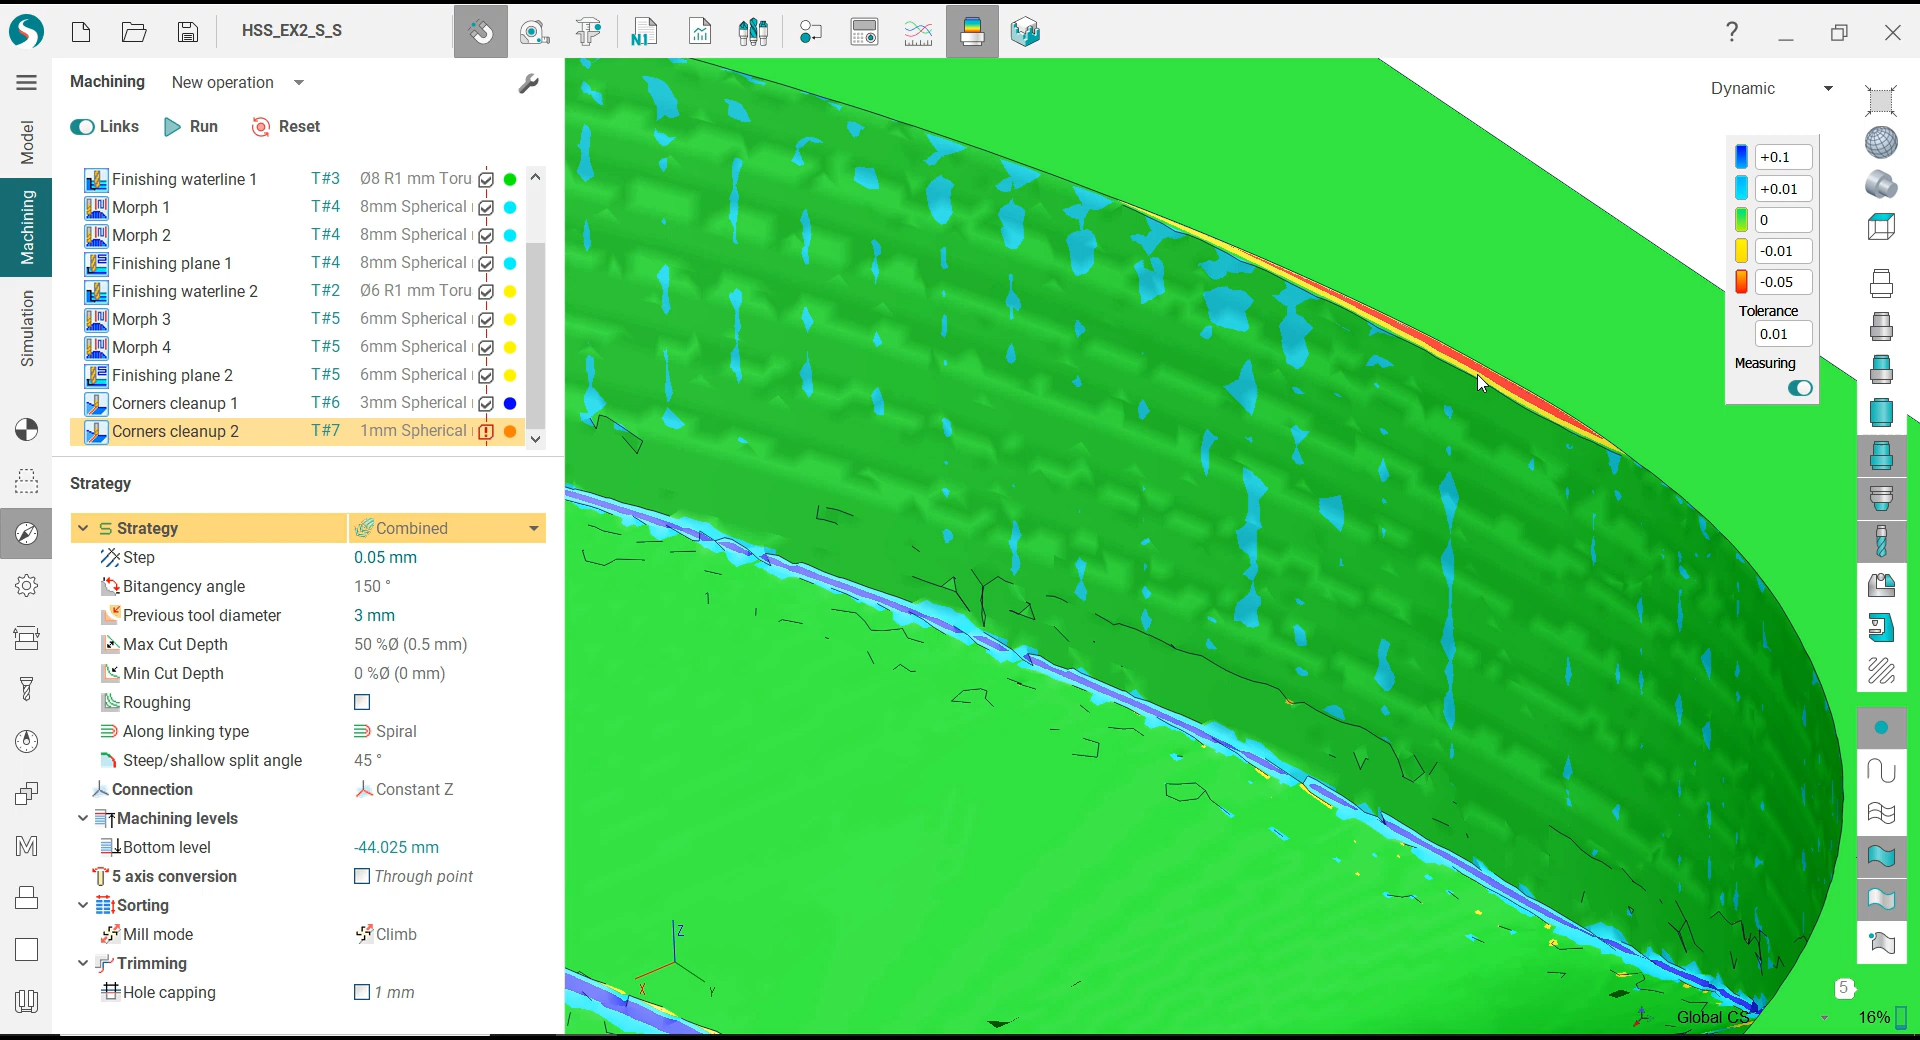 HSS_EX2_S_S
N1
?
Machining New operation
Dynamic
Model
Machining
Simulation
Links Run Reset
Finishing waterline 1 T#3 Ø8 R1 mm Toru
Morph 1 T#4 8mm Spherical
Morph 2 T#4 8mm Spherical
Finishing plane 1 T#4 8mm Spherical
Finishing waterline 2 T#2 Ø6 R1 mm Toru
Morph 3 T#5 6mm Spherical
Morph 4 T#5 6mm Spherical
Finishing plane 2 T#5 6mm Spherical
Corners cleanup 1 T#6 3mm Spherical
Corners cleanup 2 T#7 1mm Spherical
Strategy
Strategy Combined
Step 0.05 mm
Bitangency angle 150 °
Previous tool diameter 3 mm
Max Cut Depth 50 %Ø (0.5 mm)
Min Cut Depth 0 %Ø (0 mm)
Roughing
Along linking type Spiral
Steep/shallow split angle 45 °
Connection Constant Z
Machining levels
Bottom level -44.025 mm
5 axis conversion Through point
Sorting
Mill mode Climb
Trimming
Hole capping 1 mm
+0.1
+0.01
0
-0.01
-0.05
Tolerance
0.01
Measuring
Z
X
Y
5
Global CS
16%